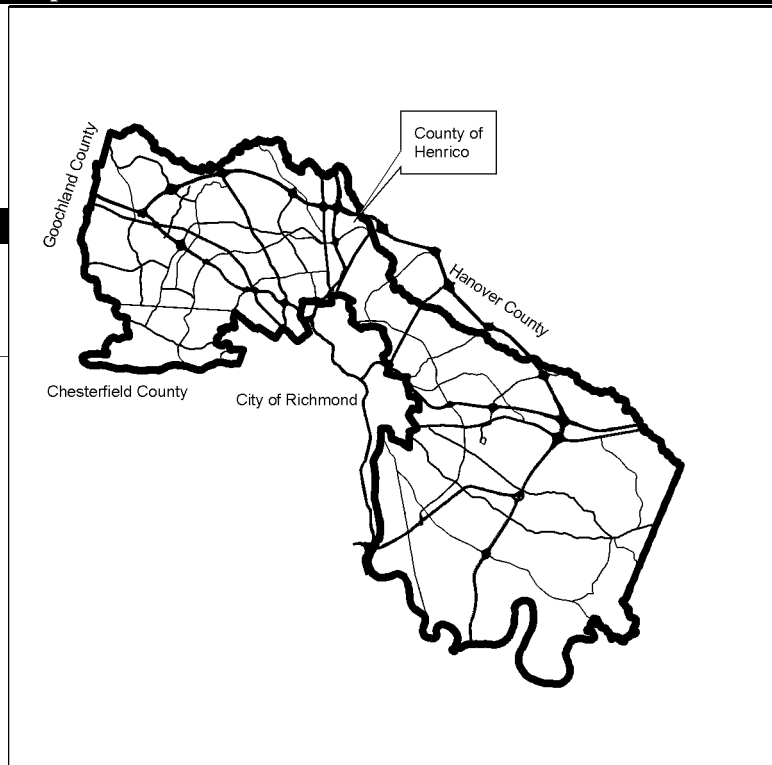 County of
Henrico
Goochland County
Hanover County
Chesterfield County
City of Richmond